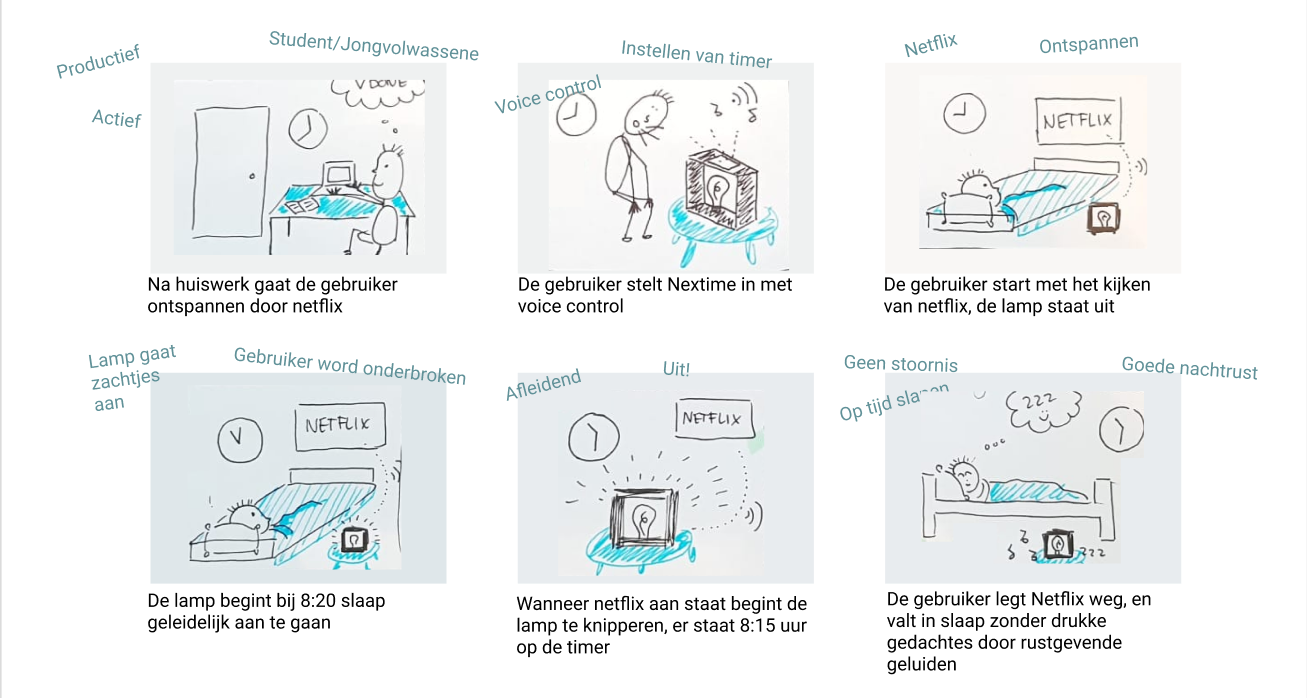 Productief
Student/Jongvolwassene
Actief
V DONE
Na huiswerk gaat de gebruiker
ontspannen door netflix
Instellen van timer
Voice control
De gebruiker stelt Nextime in met
voice control
Netflix
Ontspannen
NETFLIX
De gebruiker start met het kijken
van netflix, de lamp staat uit
Lamp gaat
zachtjes
aan
Gebruiker word onderbroken
NETFLIX
De lamp begint bij 8:20 slaap
geleidelijk aan te gaan
Afleidend
Uit!
NETFLIX
Wanneer netflix aan staat begint de
lamp te knipperen, er staat 8:15 uur
op de timer
Geen stoornis
Goede nachtrust
Op tijd slapen
zzz
zzz
De gebruiker legt Netflix weg, en
valt in slaap zonder drukke
gedachtes door rustgevende
geluiden